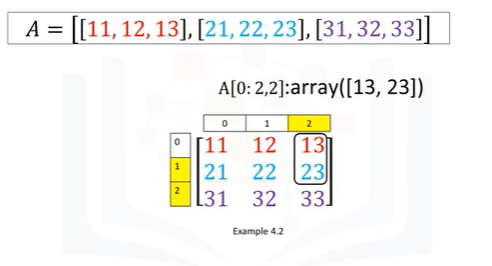 A = [[11, 12, 13], [21, 22, 23], [31, 32, 33]]
A[0: 2,2]:array([13, 23])
0 1 2
0 [11 12 13]
1 21 22 23
2 [31 32 33]
Example 4.2